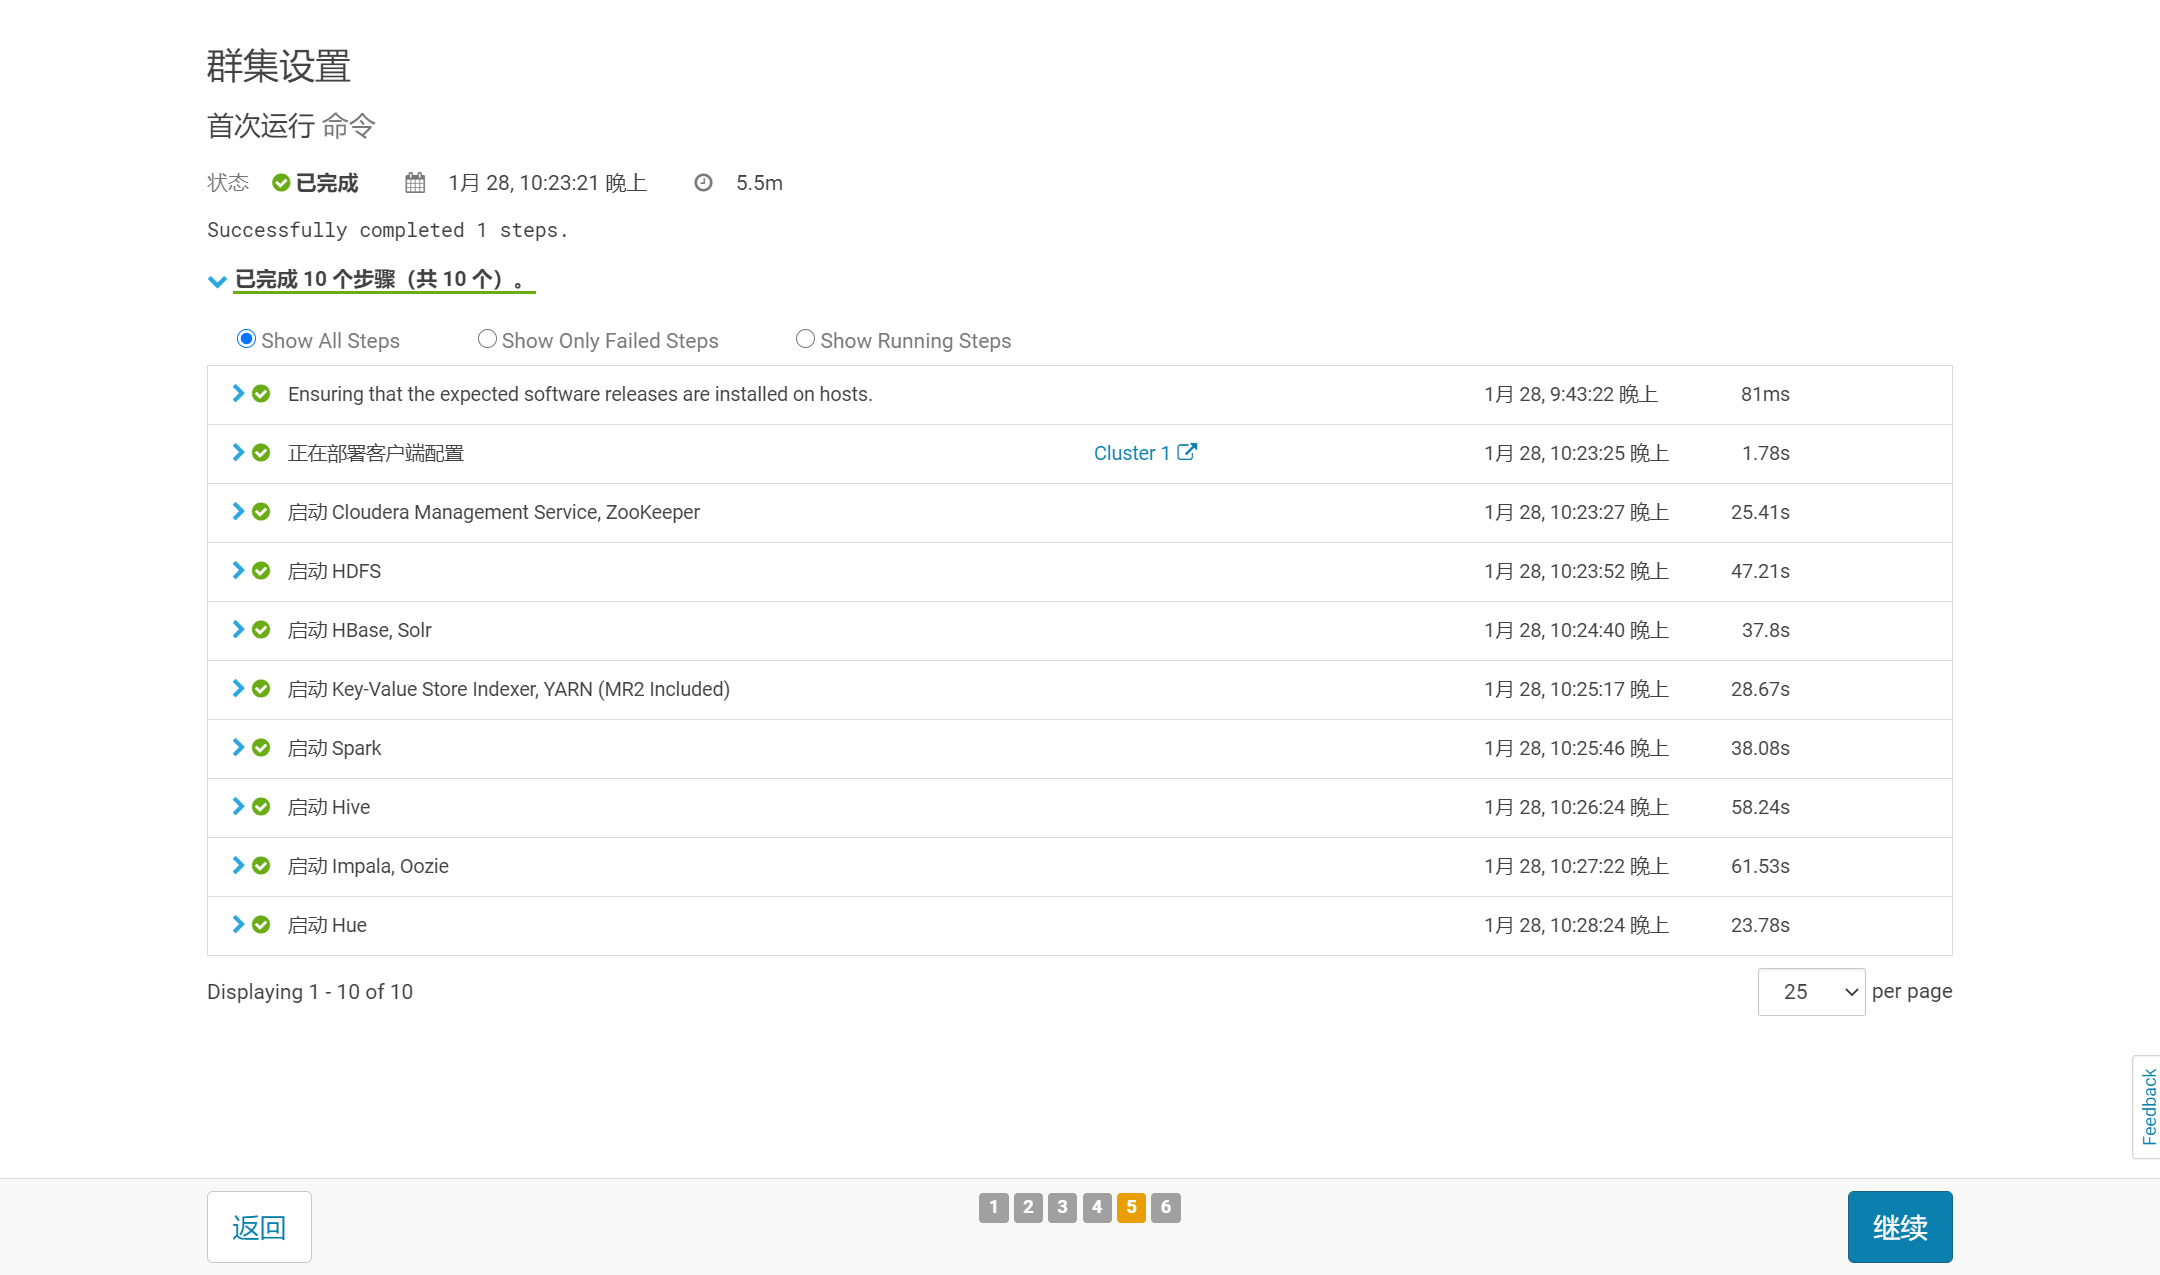 群集设置
首次运行 命令
状态 已完成 1月 28, 10:23:21 晚上 5.5m
Successfully completed 1 steps.
已完成 10 个步骤（共 10 个）。
Show All Steps Show Only Failed Steps Show Running Steps
Ensuring that the expected software releases are installed on hosts. 1月 28, 9:43:22 晚上 81ms
正在部署客户端配置 Cluster 1 1月 28, 10:23:25 晚上 1.78s
启动 Cloudera Management Service, ZooKeeper 1月 28, 10:23:27 晚上 25.41s
启动 HDFS 1月 28, 10:23:52 晚上 47.21s
启动 HBase, Solr 1月 28, 10:24:40 晚上 37.8s
启动 Key-Value Store Indexer, YARN (MR2 Included) 1月 28, 10:25:17 晚上 28.67s
启动 Spark 1月 28, 10:25:46 晚上 38.08s
启动 Hive 1月 28, 10:26:24 晚上 58.24s
启动 Impala, Oozie 1月 28, 10:27:22 晚上 61.53s
启动 Hue 1月 28, 10:28:24 晚上 23.78s
Displaying 1 - 10 of 10 25 per page
Feedback
返回 1 2 3 4 5 6 继续